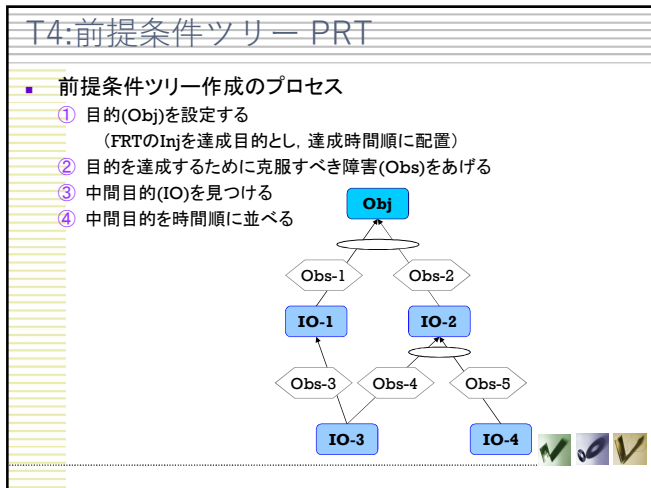 T4:前提条件ツリー PRT
前提条件ツリー作成のプロセス
① 目的(Obj)を設定する
（FRTのInjを達成目的とし，達成時間順に配置）
② 目的を達成するために克服すべき障害(Obs)をあげる
③ 中間目的(IO)を見つける
④ 中間目的を時間順に並べる
Obj
Obs-1 Obs-2
IO-1 IO-2
Obs-3 Obs-4 Obs-5
IO-3 IO-4